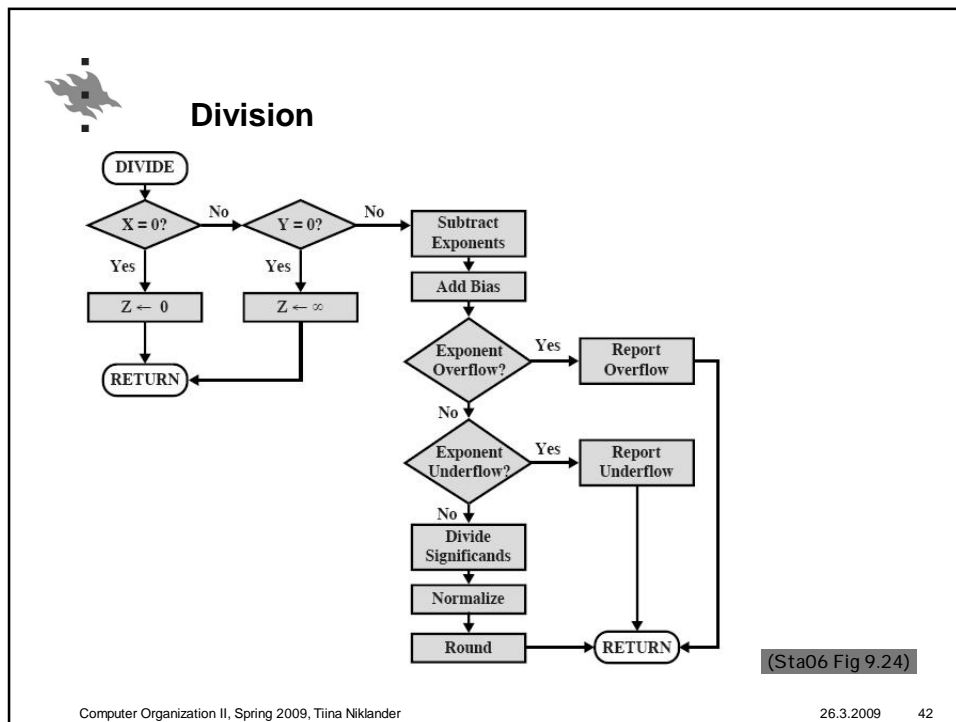 Division
DIVIDE
X = 0?
No
Y = 0?
No
Subtract
Exponents
Yes
Yes
Add Bias
Z ← 0
Z ← ∞
Exponent
Overflow?
Yes
Report
Overflow
RETURN
No
Exponent
Underflow?
Yes
Report
Underflow
No
Divide
Significands
Normalize
Round
RETURN
(Sta06 Fig 9.24)
Computer Organization II, Spring 2009, Tiina Niklander
26.3.2009
42